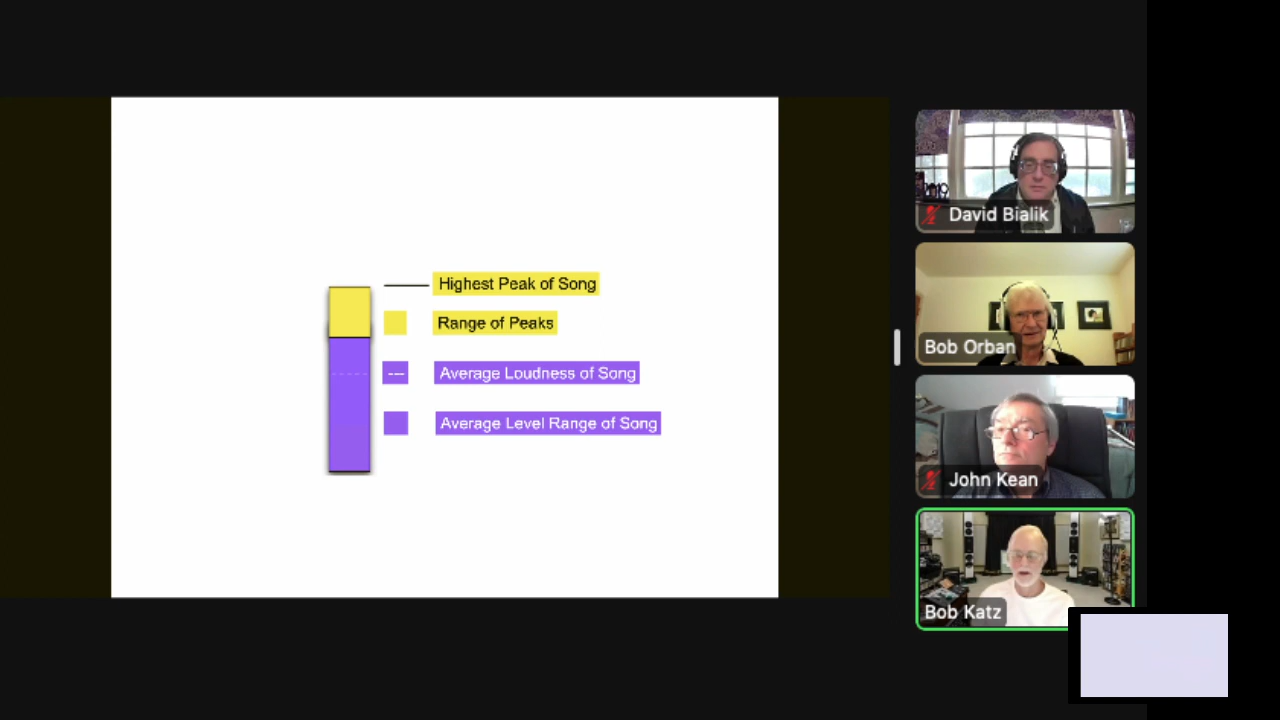 Highest Peak of Song
Range of Peaks
Average Loudness of Song
Average Level Range of Song
David Bialik
Bob Orban
John Kean
Bob Katz